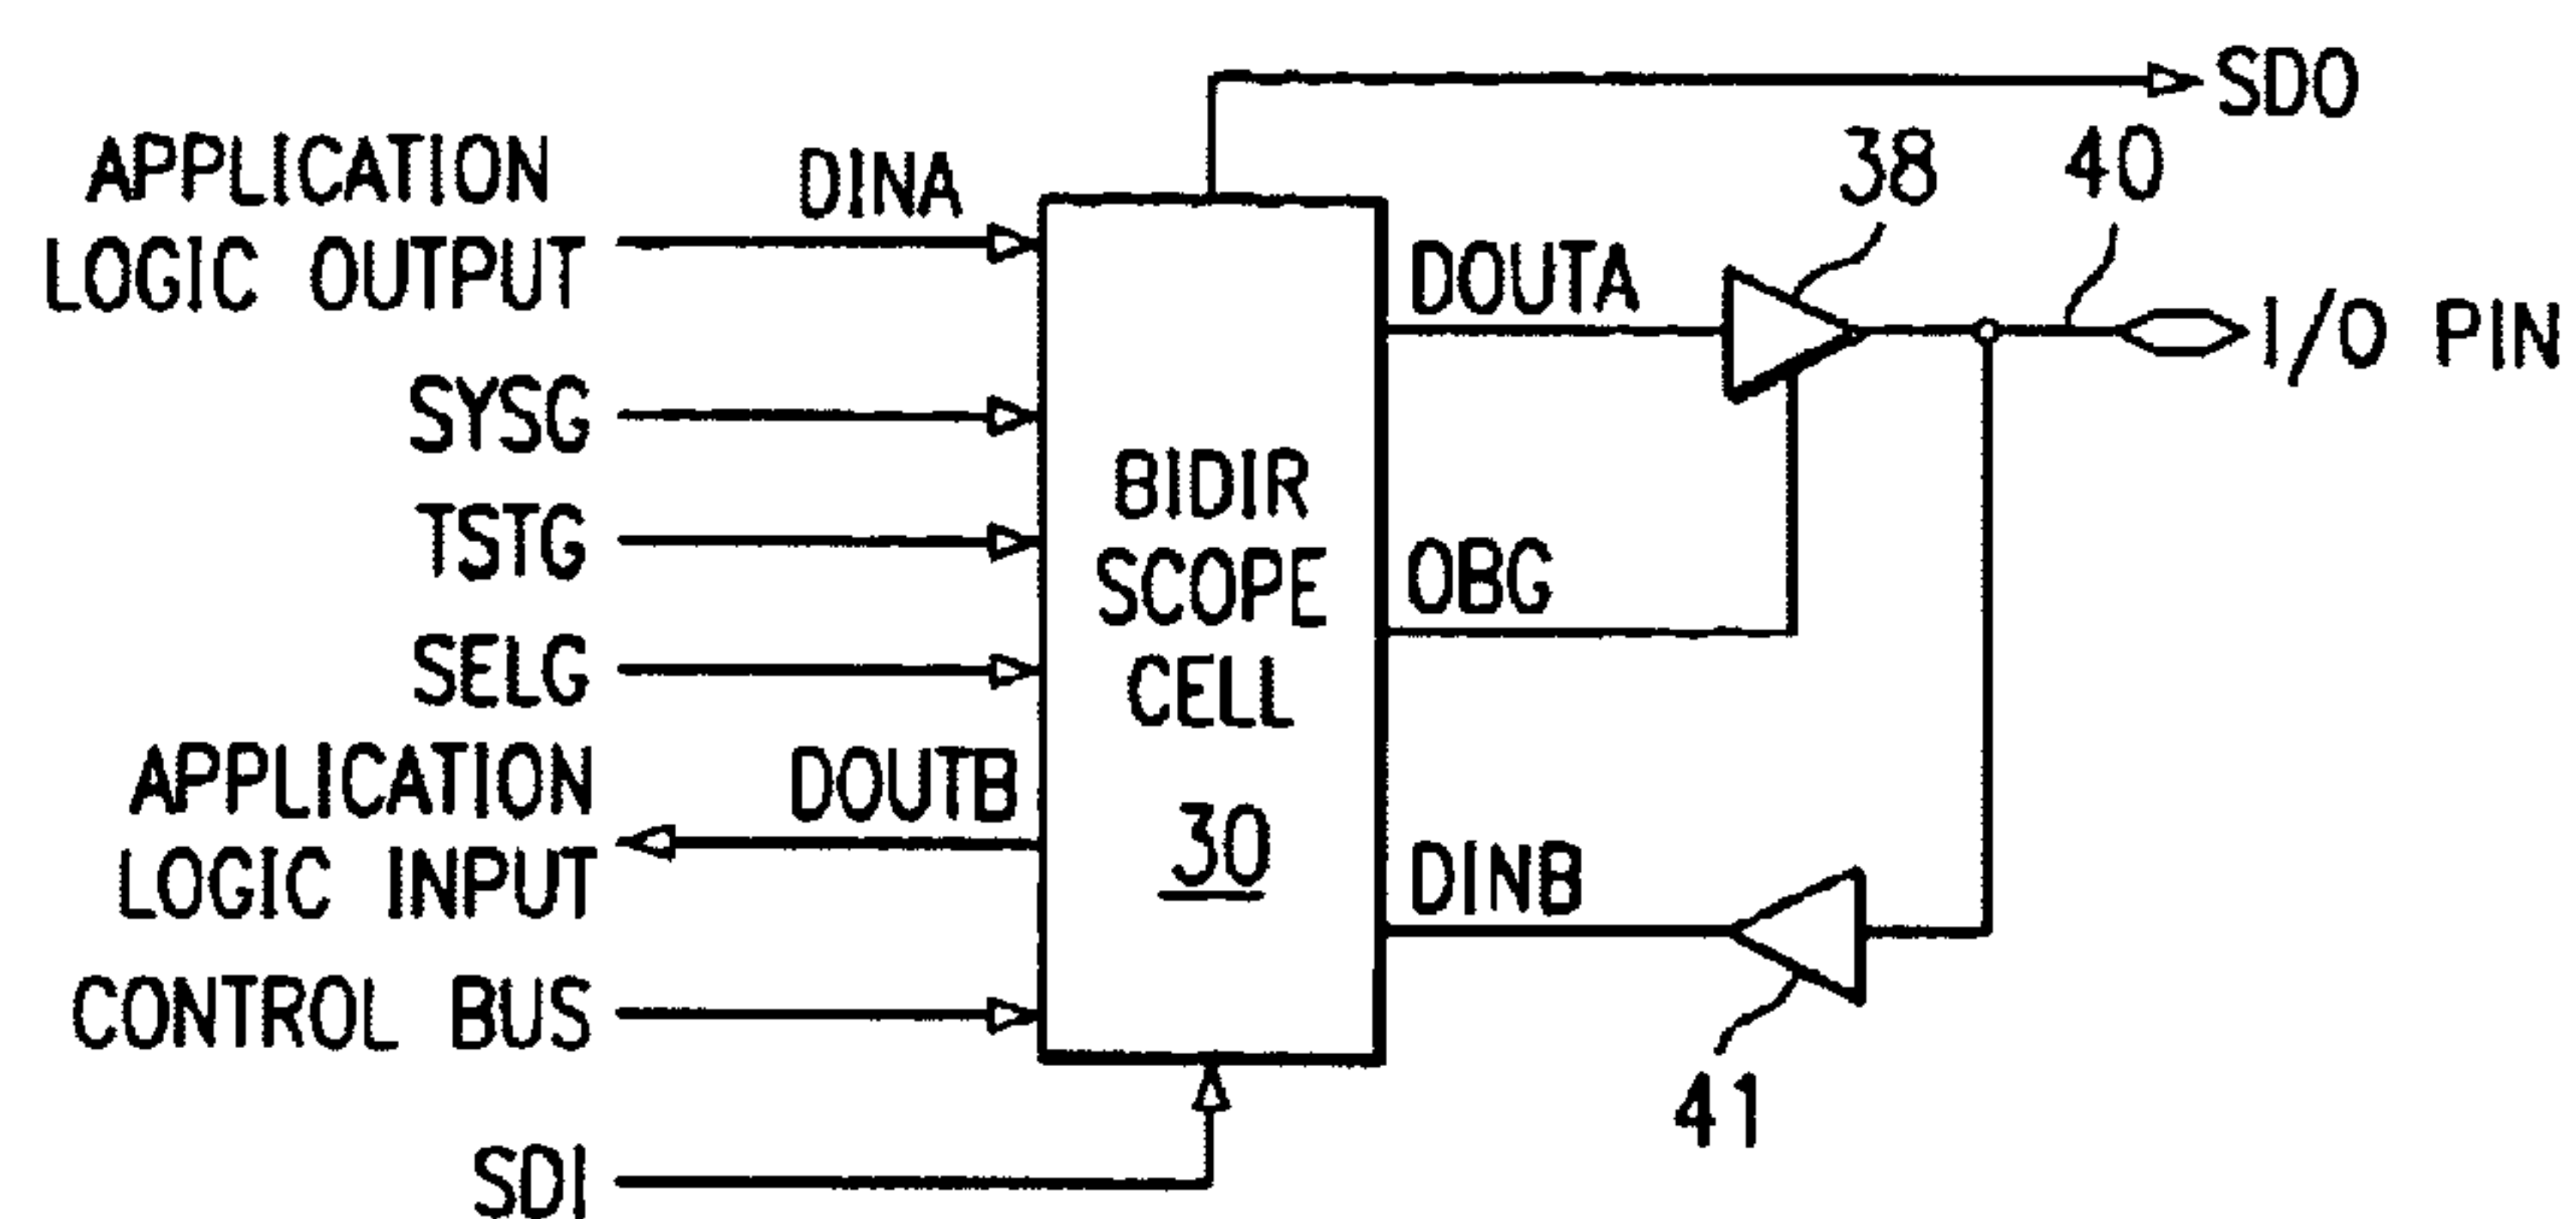 SDO
APPLICATION
LOGIC OUTPUT
DINA
38
40
DOUTA
I/O PIN
SYSG
TSTG
SELG
BIDIR
SCOPE
CELL
30
OBG
APPLICATION
LOGIC INPUT
DOUTB
DINB
CONTROL BUS
41
SDI